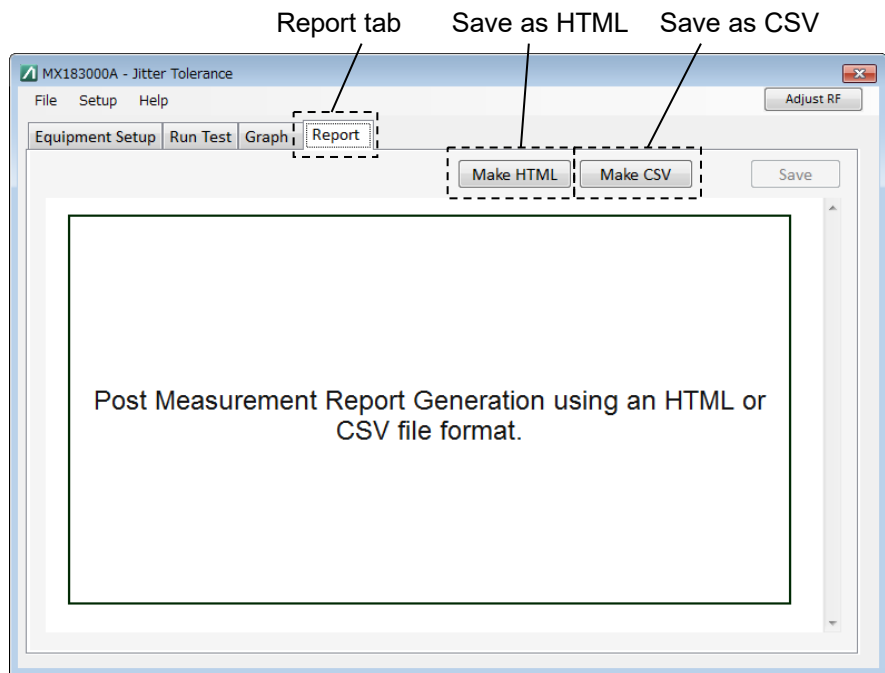 Report tab Save as HTML Save as CSV
MX183000A - Jitter Tolerance
File Setup Help Adjust RF
Equipment Setup Run Test Graph Report
Make HTML Make CSV Save
Post Measurement Report Generation using an HTML or
CSV file format.